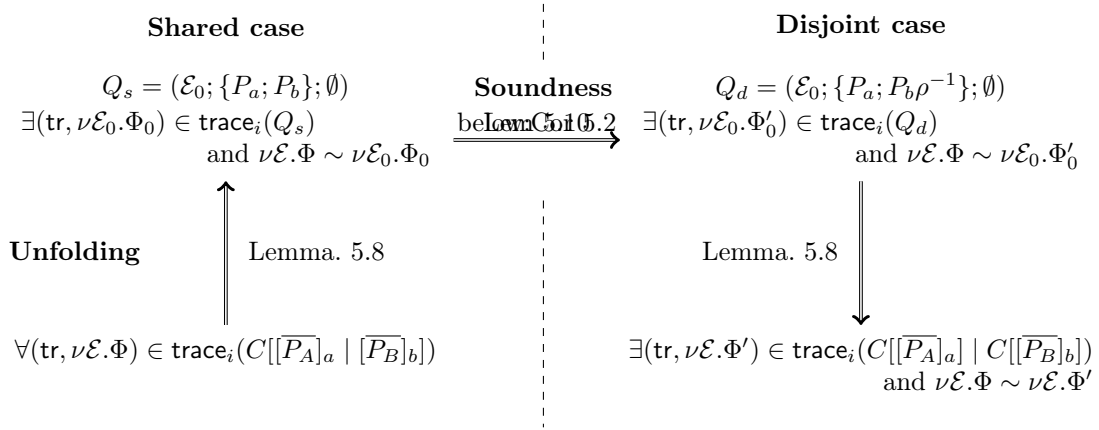 Shared case
Disjoint case
Q_s = (ℰ_0; {P_a; P_b}; ∅)
∃(tr, νℰ_0.Φ_0) ∈ trace_i(Q_s)
and νℰ.Φ ∼ νℰ_0.Φ_0
Soundness
Q_d = (ℰ_0; {P_a; P_bρ^{-1}}; ∅)
∃(tr, νℰ_0.Φ'_0) ∈ trace_i(Q_d)
and νℰ.Φ ∼ νℰ_0.Φ'_0
Unfolding
Lemma. 5.8
Lemma. 5.8
∀(tr, νℰ.Φ) ∈ trace_i(C[[\overline{P_A}]_a | [\overline{P_B}]_b])
∃(tr, νℰ.Φ') ∈ trace_i(C[[\overline{P_A}]_a] | C[[\overline{P_B}]_b])
and νℰ.Φ ∼ νℰ.Φ'